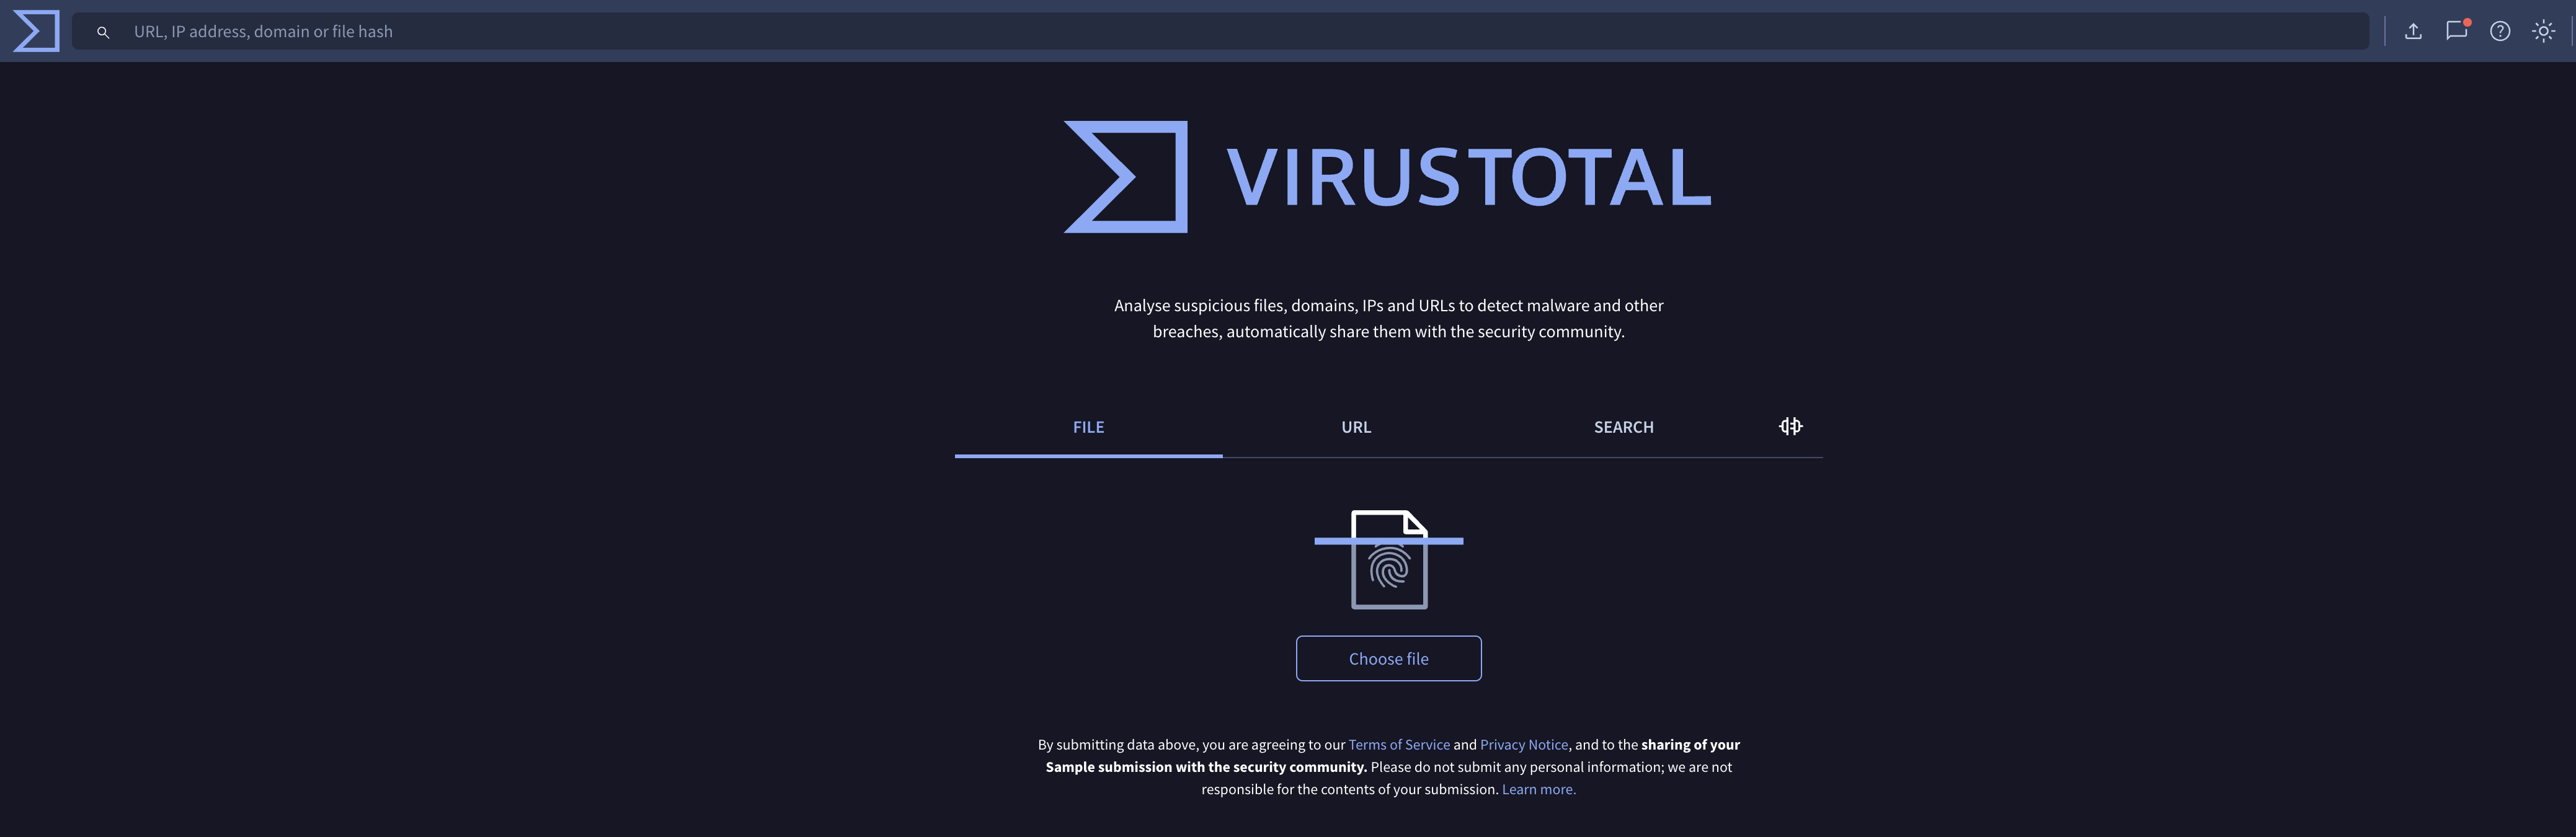 URL, IP address, domain or file hash
VIRUSTOTAL
Analyse suspicious files, domains, IPs and URLs to detect malware and other
breaches, automatically share them with the security community.
FILE URL SEARCH
Choose file
By submitting data above, you are agreeing to our Terms of Service and Privacy Notice, and to the sharing of your
Sample submission with the security community. Please do not submit any personal information; we are not
responsible for the contents of your submission. Learn more.